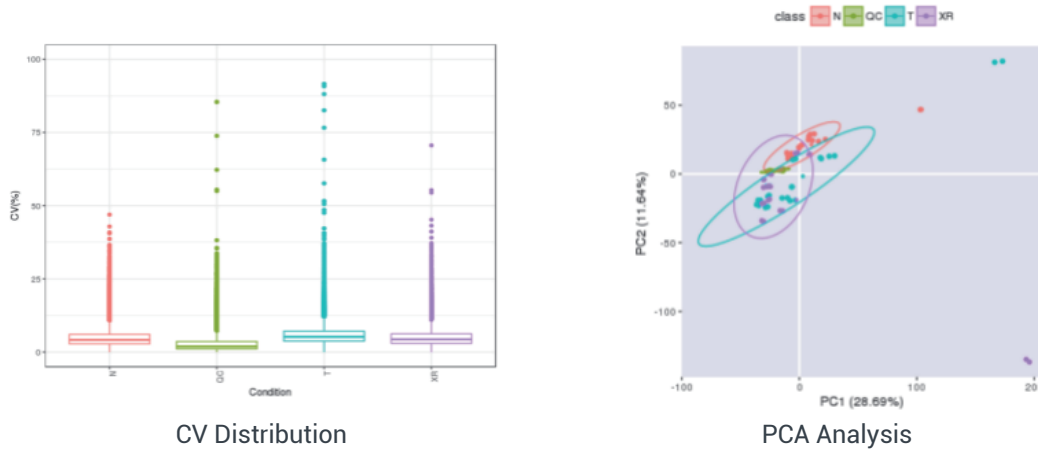 class N QC T XR
100
75
50
25
0
CV(%)
N QC T XR
Condition
CV Distribution
50
0
-50
-100
PC2 (11.64%)
-100 0 100 20
PC1 (28.69%)
PCA Analysis